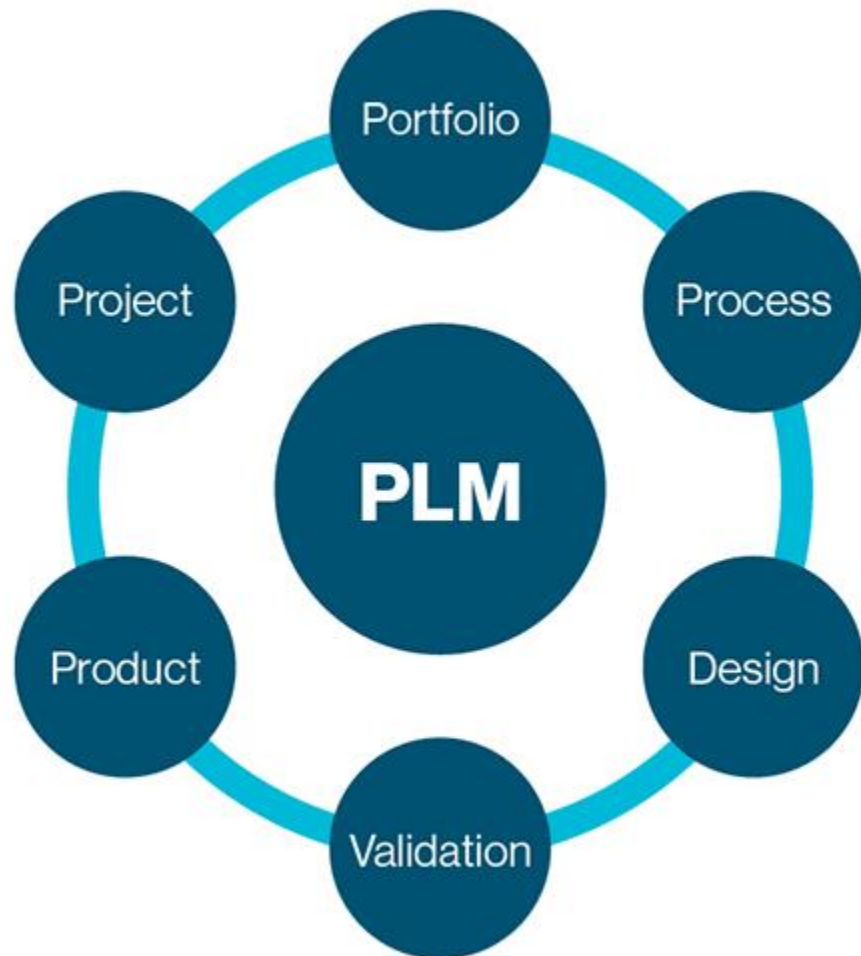 Portfolio
Project
Process
PLM
Product
Design
Validation